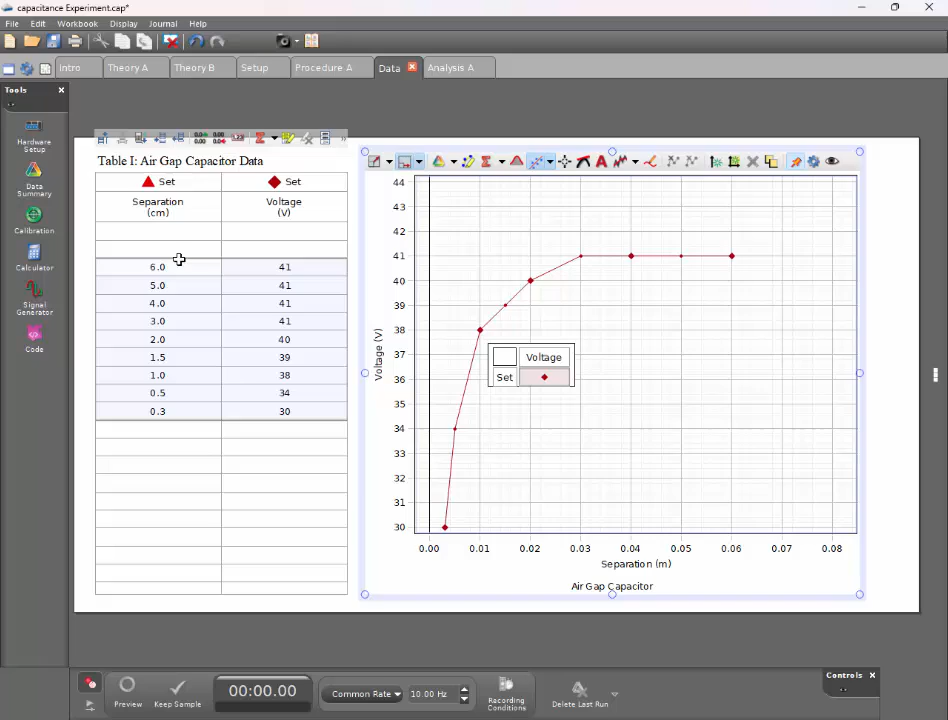 capacitance Experiment.cap*
File Edit Workbook Display Journal Help
Intro Theory A Theory B Setup Procedure A Data Analysis A
Tools
Hardware Setup
Data Summary
Calibration
Calculator
Signal Generator
Code
Table I: Air Gap Capacitor Data
Set Set
Separation (cm) Voltage (V)
6.0 41
5.0 41
4.0 41
3.0 41
2.0 40
1.5 39
1.0 38
0.5 34
0.3 30
44
43
42
41
40
39
38
37
36
35
34
33
32
31
30
Voltage (V)
Voltage
Set
0.00 0.01 0.02 0.03 0.04 0.05 0.06 0.07 0.08
Separation (m)
Air Gap Capacitor
Preview
Keep Sample
00:00.00
Common Rate 10.00 Hz
Recording Conditions
Delete Last Run
Controls